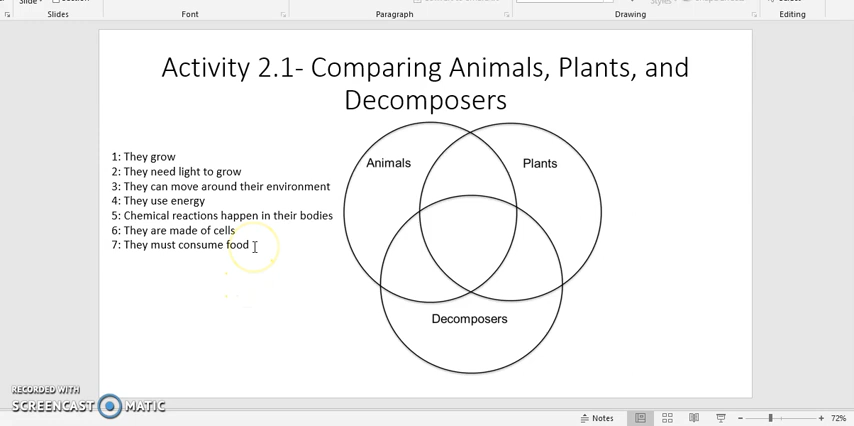 Slide
Slides
Font
Paragraph
Drawing
Editing
Activity 2.1- Comparing Animals, Plants, and
Decomposers
1: They grow
2: They need light to grow
3: They can move around their environment
4: They use energy
5: Chemical reactions happen in their bodies
6: They are made of cells
7: They must consume food
Animals
Plants
Decomposers
RECORDED WITH
SCREENCAST MATIC
Notes
72%